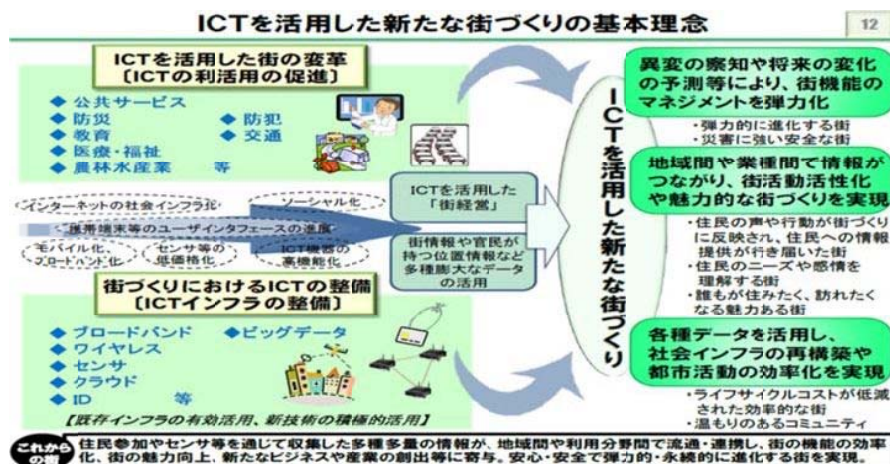 ICTを活用した新たな街づくりの基本理念
12
ICTを活用した街の変革
〔ICTの利活用の促進〕
◆ 公共サービス
◆ 防災 ◆ 防犯
◆ 教育 ◆ 交通
◆ 医療・福祉
◆ 農林水産業 等
インターネットの社会インフラ化
ソーシャル化
携帯端末等のユーザインタフェースの進展
モバイル化、
ブロードバンド化
センサ等の
低価格化
ICT機器の
高機能化
ICTを活用した
「街経営」
街情報や官民が
持つ位置情報など
多種膨大なデータ
の活用
街づくりにおけるICTの整備
〔ICTインフラの整備〕
◆ ブロードバンド ◆ ビッグデータ
◆ ワイヤレス
◆ センサ
◆ クラウド
◆ ID 等
【既存インフラの有効活用、新技術の積極的活用】
ICTを活用した新たな街づくり
異変の察知や将来の変化
の予測等により、街機能の
マネジメントを弾力化
・弾力的に進化する街
・災害に強い安全な街
地域間や業種間で情報が
つながり、街活動活性化
や魅力的な街づくりを実現
・住民の声や行動が街づくり
に反映され、住民への情報
提供が行き届いた街
・住民のニーズや感情を
理解する街
・誰もが住みたく、訪れたく
なる魅力ある街
各種データを活用し、
社会インフラの再構築や
都市活動の効率化を実現
・ライフサイクルコストが低減
された効率的な街
・温もりのあるコミュニティ
これから
の街
住民参加やセンサ等を通じて収集した多種多量の情報が、地域間や利用分野間で流通・連携し、街の機能の効率
化、街の魅力向上、新たなビジネスや産業の創出等に寄与。安心・安全で弾力的・永続的に進化する街を実現。